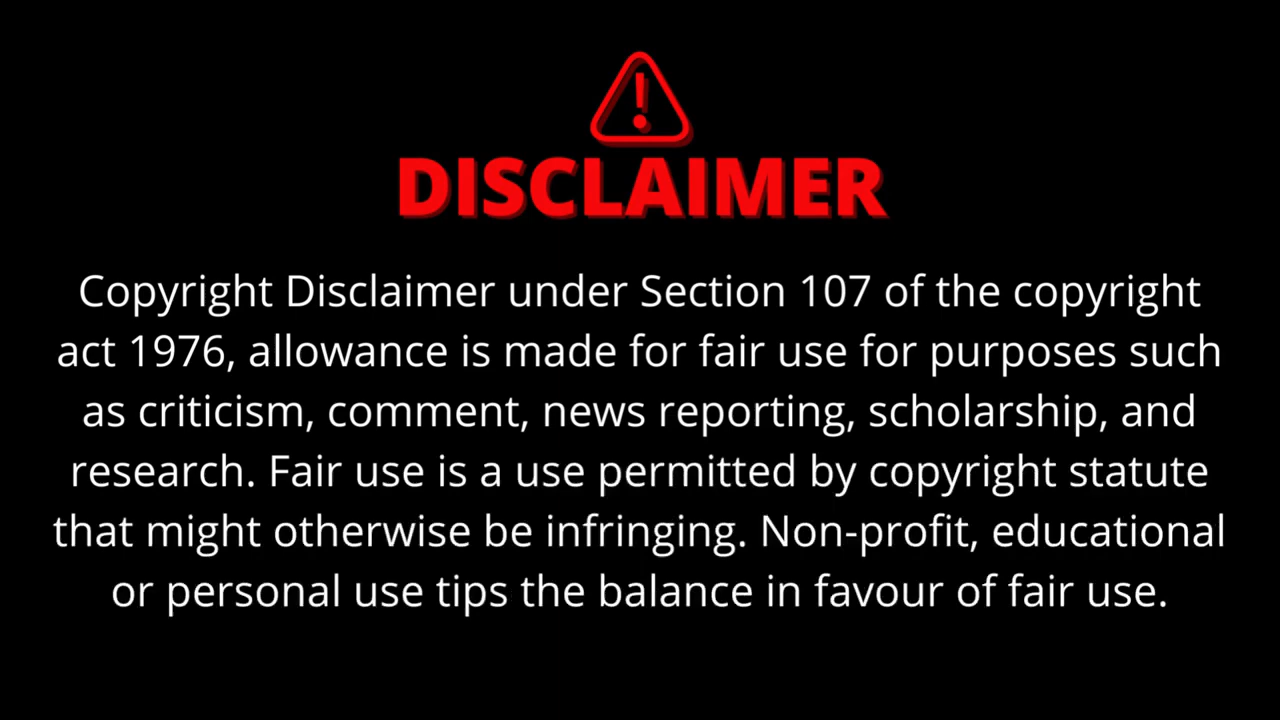 DISCLAIMER
Copyright Disclaimer under Section 107 of the copyright
act 1976, allowance is made for fair use for purposes such
as criticism, comment, news reporting, scholarship, and
research. Fair use is a use permitted by copyright statute
that might otherwise be infringing. Non-profit, educational
or personal use tips the balance in favour of fair use.